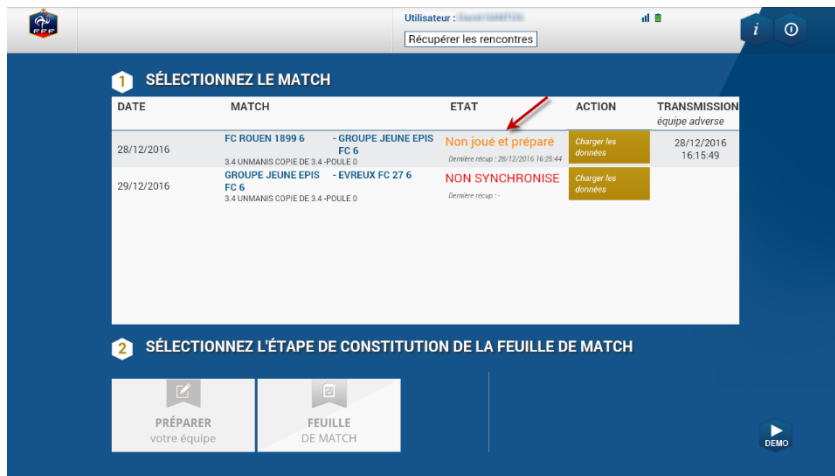 FFF
Utilisateur :
Récupérer les rencontres
i
1 SÉLECTIONNEZ LE MATCH
DATE MATCH ETAT ACTION TRANSMISSION
équipe adverse
28/12/2016 FC ROUEN 1899 6 - GROUPE JEUNE EPIS FC 6 Non joué et préparé Charger les données 28/12/2016 16:15:49
3.4 UNMANIS COPIE DE 3.4 -POULE 0 Dernière récup : 28/12/2016 16:25:44
29/12/2016 GROUPE JEUNE EPIS FC 6 - EVREUX FC 27 6 NON SYNCHRONISE Charger les données
3.4 UNMANIS COPIE DE 3.4 -POULE 0 Dernière récup : -
2 SÉLECTIONNEZ L'ÉTAPE DE CONSTITUTION DE LA FEUILLE DE MATCH
PRÉPARER
votre équipe
FEUILLE
DE MATCH
DEMO